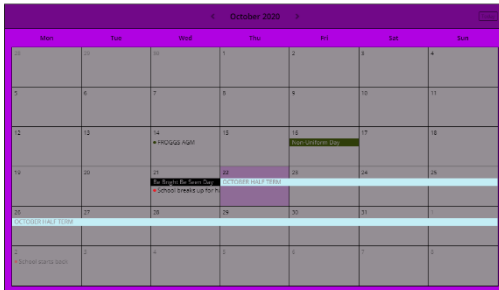 October 2020
Mon Tue Wed Thu Fri Sat Sun
28 29 30 1 2 3 4
5 6 7 8 9 10 11
12 13 14 15 16 17 18
FROGGS AGM
Non Uniform Day
19 20 21 22 23 24 25
Be Bright Be Seen Day
OCTOBER HALF TERM
School breaks up for h
26 27 28 29 30 31 1
OCTOBER HALF TERM
2 3 4 5 6 7 8
School starts back